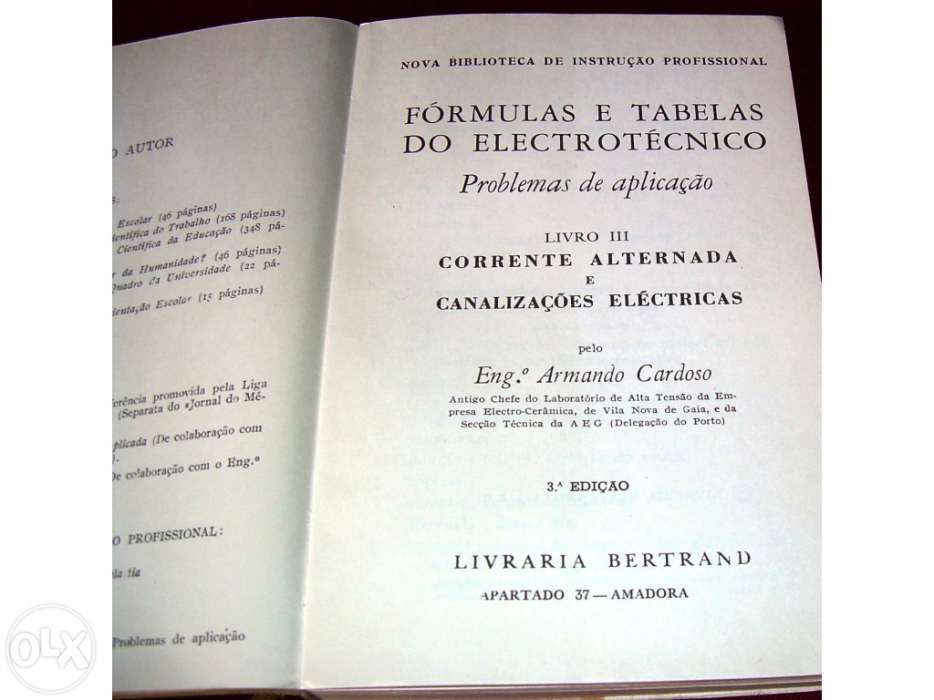 O AUTOR
S:
Escolar (46 páginas)
ientífica do Trabalho (168 páginas)
Científica da Educação (348 pá-
r da Humanidade? (46 páginas)
Quadro da Universidade (22 pá-
ientação Escolar (15 páginas)
ferência promovida pela Liga
(Separata do «Jornal do Mé-
plicada (De colaboração com
).
De colaboração com o Eng.º
O PROFISSIONAL:
Problemas de aplicação
NOVA BIBLIOTECA DE INSTRUÇÃO PROFISSIONAL
FÓRMULAS E TABELAS
DO ELECTROTÉCNICO
Problemas de aplicação
LIVRO III
CORRENTE ALTERNADA
E
CANALIZAÇÕES ELÉCTRICAS
pelo
Eng.º Armando Cardoso
Antigo Chefe do Laboratório de Alta Tensão da Em-
presa Electro-Cerâmica, de Vila Nova de Gaia, e da
Secção Técnica da AEG (Delegação do Porto)
3.ª EDIÇÃO
LIVRARIA BERTRAND
APARTADO 37 — AMADORA
OLX